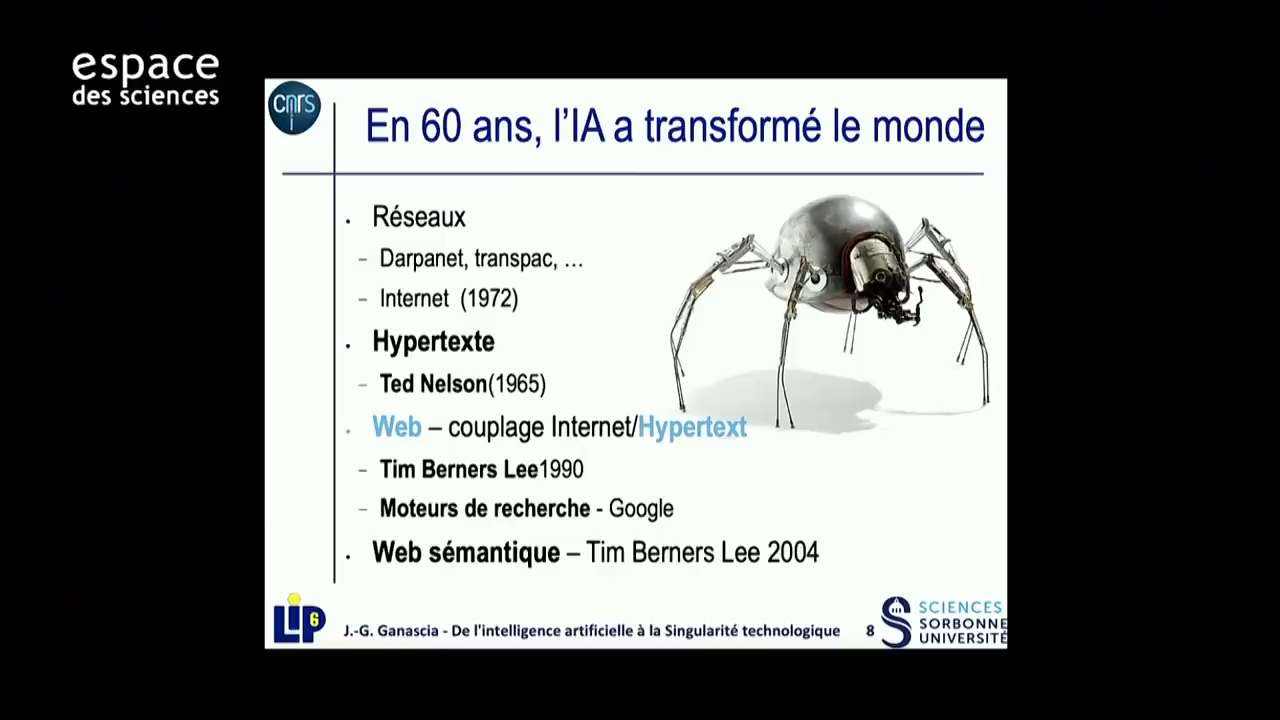 espace
des sciences
cnrs
En 60 ans, l'IA a transformé le monde
• Réseaux
– Darpanet, transpac, …
– Internet (1972)
• Hypertexte
– Ted Nelson(1965)
• Web – couplage Internet/Hypertext
– Tim Berners Lee1990
– Moteurs de recherche - Google
• Web sémantique – Tim Berners Lee 2004
LIP6
J.-G. Ganascia - De l'intelligence artificielle à la Singularité technologique
8
SCIENCES
SORBONNE
UNIVERSITÉ